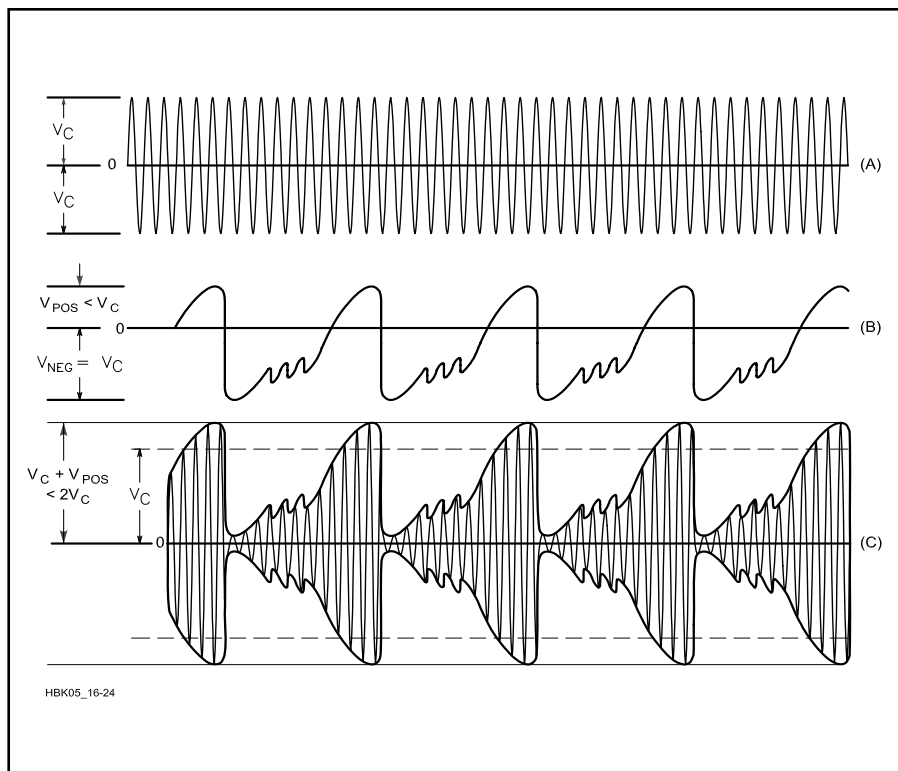 V_C
0
V_C
(A)
V_POS < V_C
0
V_NEG = V_C
(B)
V_C + V_POS
< 2V_C
V_C
0
(C)
HBK05_16-24